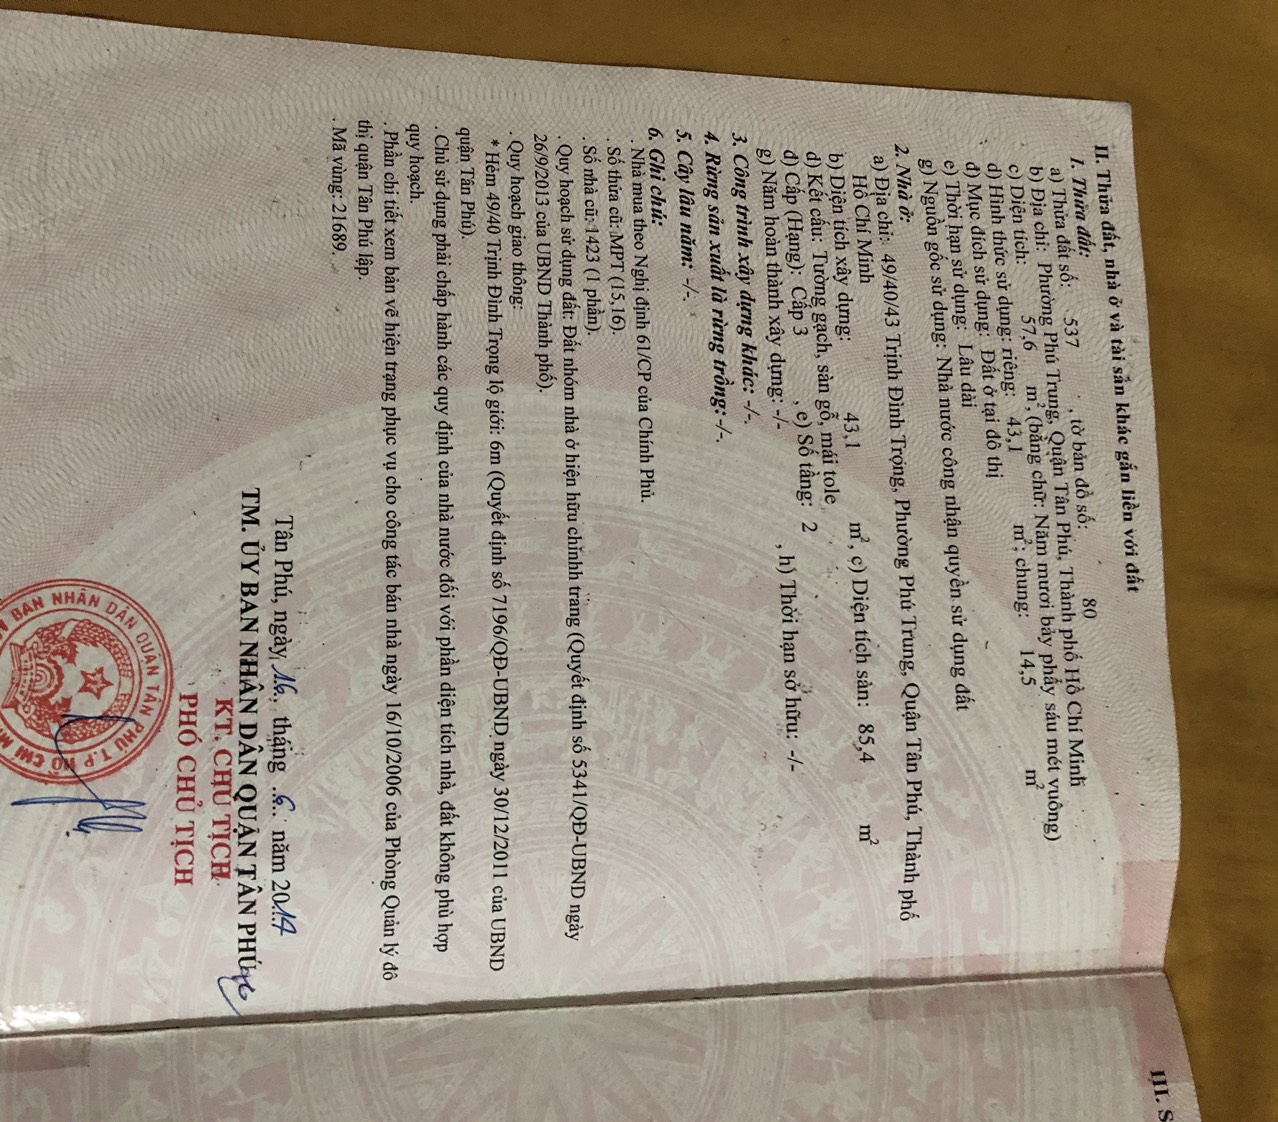 II. Thửa đất, nhà ở và tài sản khác gắn liền với đất
1. Thửa đất:
a) Thửa đất số: 537 , tờ bản đồ số: 80
b) Địa chỉ: Phường Phú Trung, Quận Tân Phú, Thành phố Hồ Chí Minh
c) Diện tích: 57,6 m², (bằng chữ: Năm mươi bảy phẩy sáu mét vuông)
d) Hình thức sử dụng: riêng: 43,1 m²; chung: 14,5 m²
đ) Mục đích sử dụng: Đất ở tại đô thị
e) Thời hạn sử dụng: Lâu dài
g) Nguồn gốc sử dụng: Nhà nước công nhận quyền sử dụng đất
2. Nhà ở:
a) Địa chỉ: 49/40/43 Trịnh Đình Trọng, Phường Phú Trung, Quận Tân Phú, Thành phố
Hồ Chí Minh
b) Diện tích xây dựng: 43,1 m², c) Diện tích sàn: 85,4 m²
d) Kết cấu: Tường gạch, sàn gỗ, mái tole
đ) Cấp (Hạng): Cấp 3 , e) Số tầng: 2
g) Năm hoàn thành xây dựng: -/- , h) Thời hạn sở hữu: -/-
3. Công trình xây dựng khác: -/-.
4. Rừng sản xuất là rừng trồng: -/-.
5. Cây lâu năm: -/-.
6. Ghi chú:
. Nhà mua theo Nghị định 61/CP của Chính Phủ.
. Số thửa cũ: MPT (15,16).
. Số nhà cũ: 1423 (1 phần).
. Quy hoạch sử dụng đất: Đất nhóm nhà ở hiện hữu chỉnhh trang (Quyết định số 5341/QĐ-UBND ngày
26/9/2013 của UBND Thành phố).
. Quy hoạch giao thông:
* Hẻm 49/40 Trịnh Đình Trọng lộ giới: 6m (Quyết định số 7196/QĐ-UBND ngày 30/12/2011 của UBND
quận Tân Phú).
. Chủ sử dụng phải chấp hành các quy định của nhà nước đối với phần diện tích nhà, đất không phù hợp
quy hoạch.
. Phần chi tiết xem bản vẽ hiện trạng phục vụ cho công tác bán nhà ngày 16/10/2006 của Phòng Quản lý đô
thị quận Tân Phú lập
. Mã vùng: 21689.
Tân Phú, ngày 16, tháng 6 năm 2014
TM. ỦY BAN NHÂN DÂN QUẬN TÂN PHÚ
KT. CHỦ TỊCH
PHÓ CHỦ TỊCH
BAN NHÂN DÂN QUẬN TÂN PHÚ T.P HỒ CHÍ MI
III. S